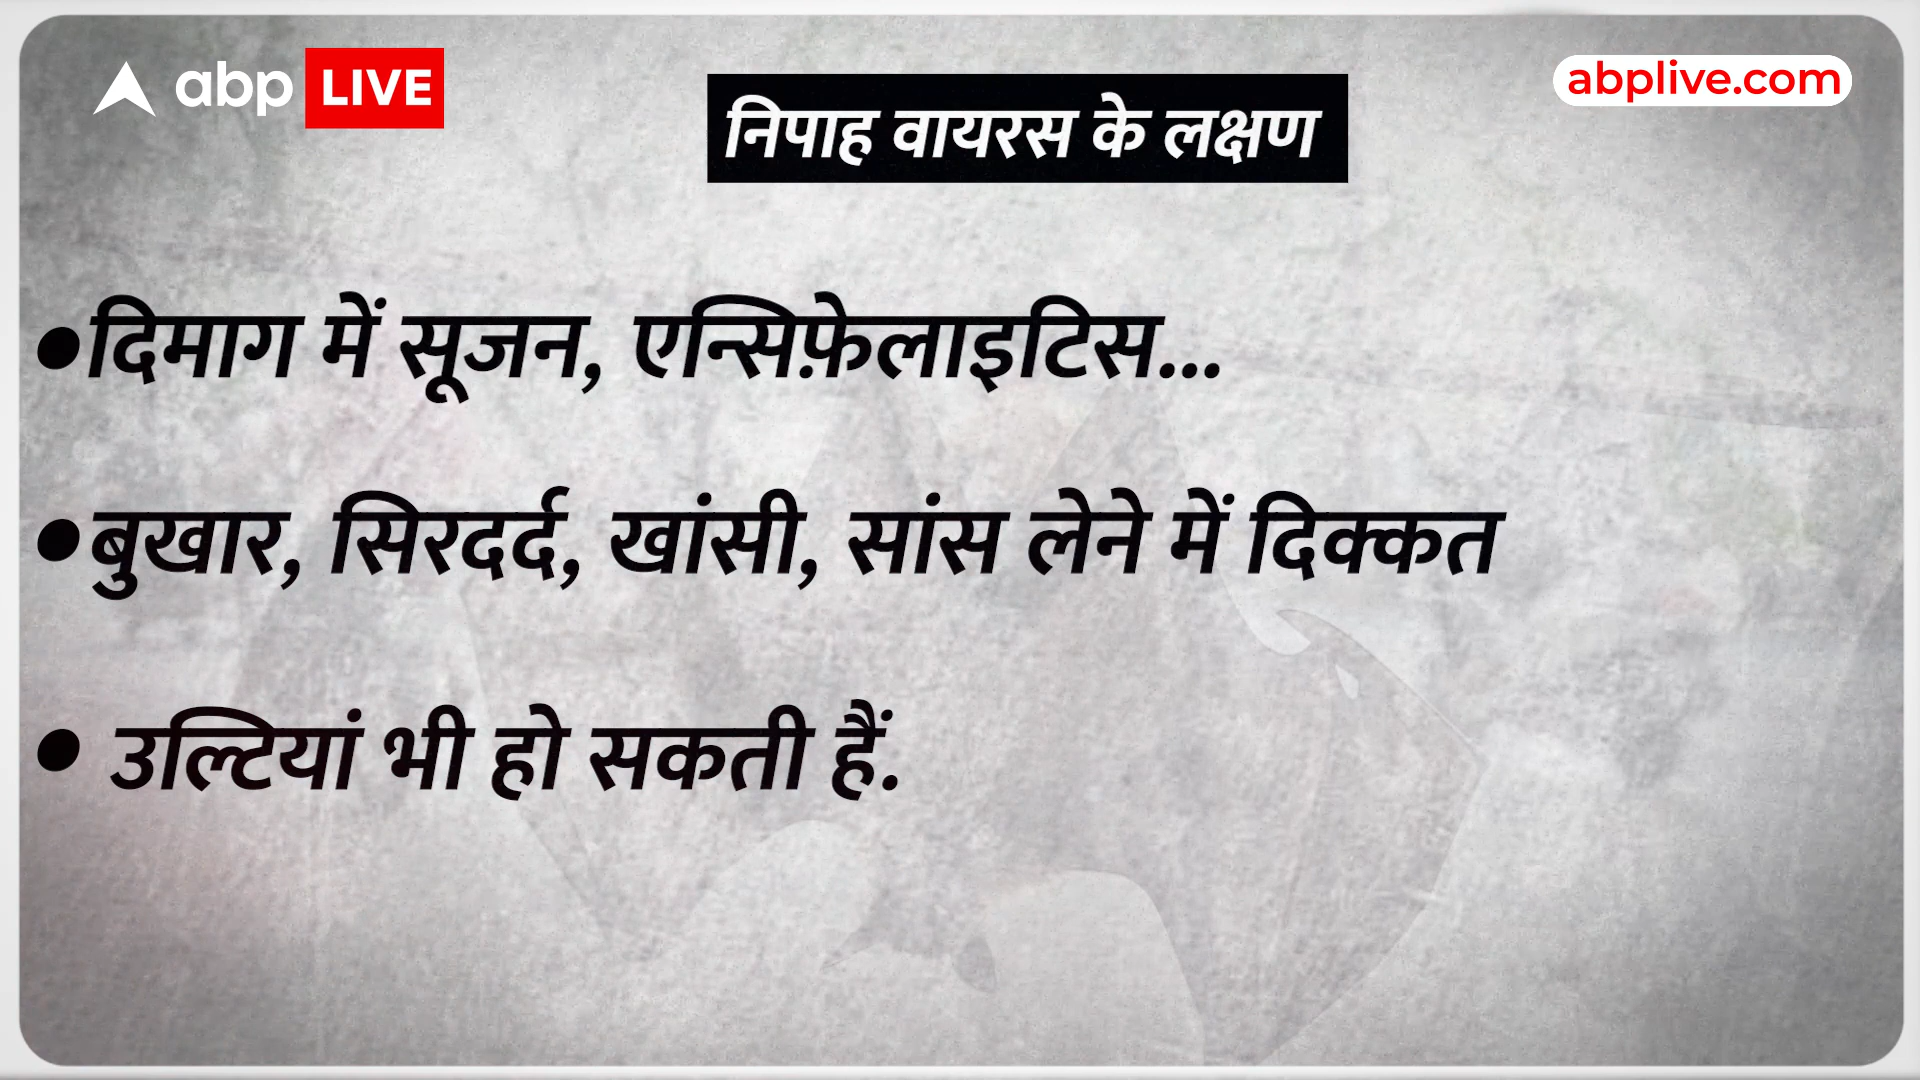 abp LIVE
निपाह वायरस के लक्षण
abplive.com
•दिमाग में सूजन, एन्सिफ़ेलाइटिस...
•बुखार, सिरदर्द, खांसी, सांस लेने में दिक्कत
• उल्टियां भी हो सकती हैं.